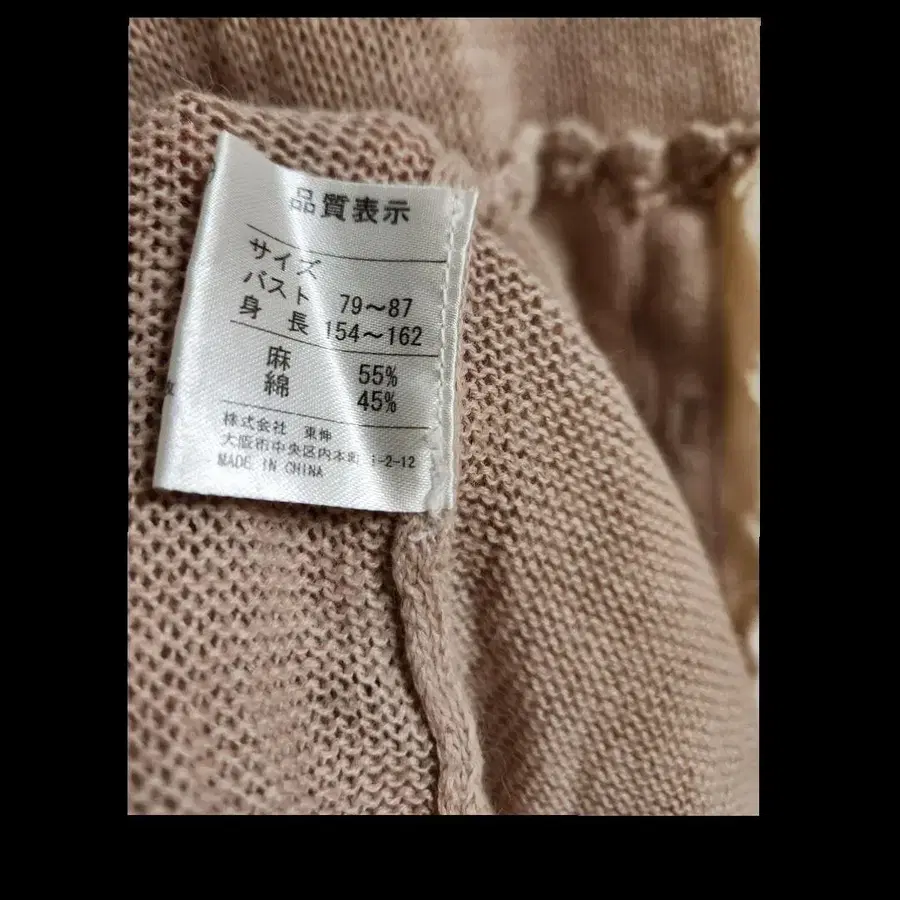 品質表示
サイズ
バスト 79～87
身長 154～162
麻 55%
綿 45%
株式会社 東伸
大阪市中央区内本町 1-2-12
MADE IN CHINA